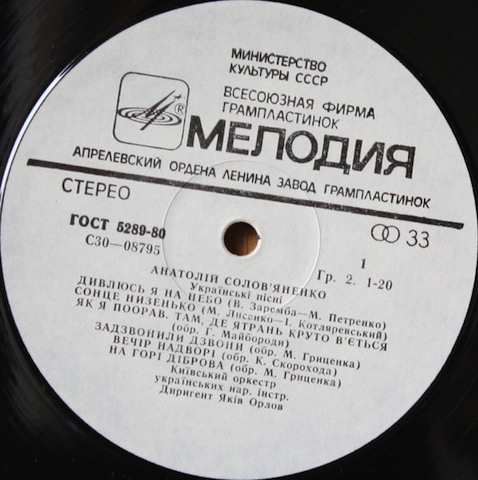 МИНИСТЕРСТВО
КУЛЬТУРЫ СССР
ВСЕСОЮЗНАЯ ФИРМА
ГРАМПЛАСТИНОК
®
МЕЛОДИЯ
АПРЕЛЕВСКИЙ ОРДЕНА ЛЕНИНА ЗАВОД ГРАМПЛАСТИНОК
СТЕРЕО
33
ГОСТ 5289-80
С30—08795
1
Гр. 2. 1-20
АНАТОЛІЙ СОЛОВ'ЯНЕНКО
Українські пісні
ДИВЛЮСЬ Я НА НЕБО (В. Заремба—М. Петренко)
СОНЦЕ НИЗЕНЬКО (М. Лисенко—І. Котляревський)
ЯК Я ПООРАВ. ТАМ, ДЕ ЯТРАНЬ КРУТО В'ЄТЬСЯ
(обр. Г. Майбороди)
ЗАДЗВОНИЛИ ДЗВОНИ (обр. М. Гриценка)
ВЕЧІР НАДВОРІ (обр. К. Скорохода)
НА ГОРІ ДІБРОВА (обр. М. Гриценка)
Київський оркестр
українських нар. інстр.
Диригент Яків Орлов